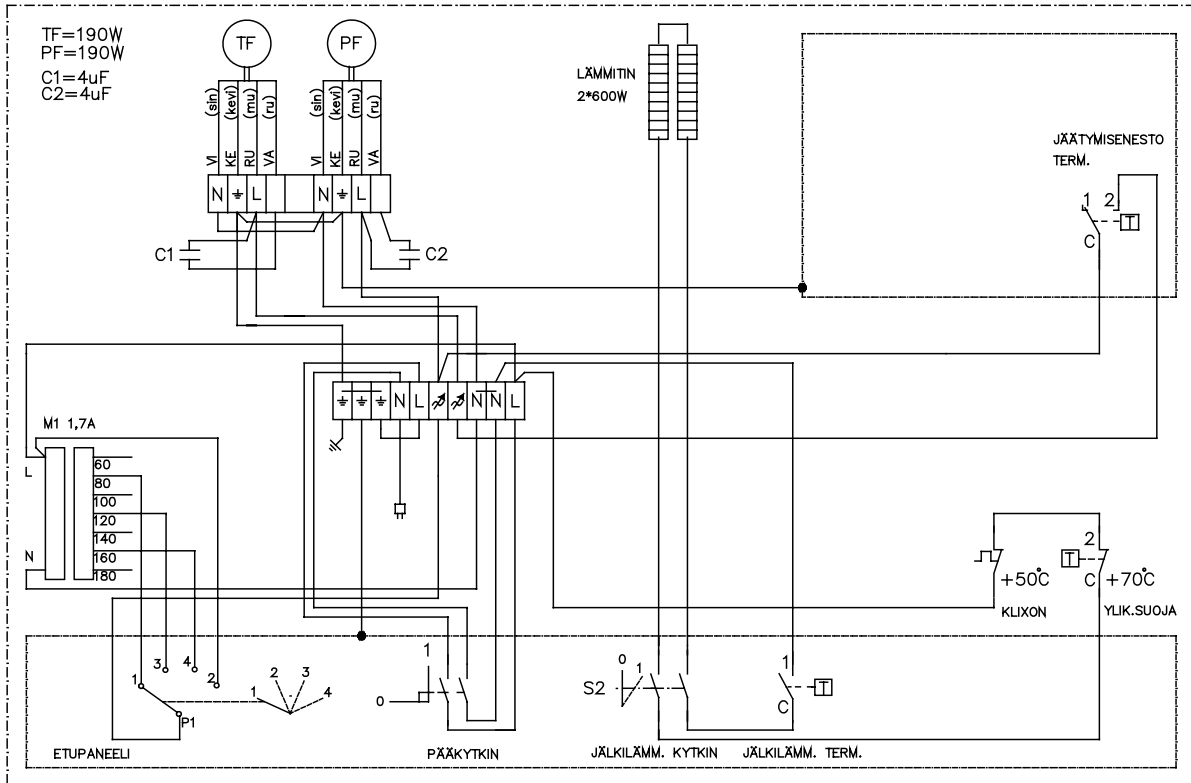 TF=190W
PF=190W
C1=4uF
C2=4uF
TF
PF
(sin)
(kevi)
(mu)
(ru)
(sin)
(kevi)
(mu)
(ru)
VI
KE
RU
VA
VI
KE
RU
VA
N
L
N
L
C1
C2
LÄMMITIN
2*600W
JÄÄTYMISENESTO
TERM.
1
2
T
C
N
L
N
N
L
M1 1,7A
L
N
60
80
100
120
140
160
180
2
T
C
+50°C
+70°C
KLIXON
YLIK.SUOJA
1
3
4
2
P1
1
2
3
4
1
0
S2
0
1
1
T
C
ETUPANEELI
PÄÄKYTKIN
JÄLKILÄMM. KYTKIN
JÄLKILÄMM. TERM.